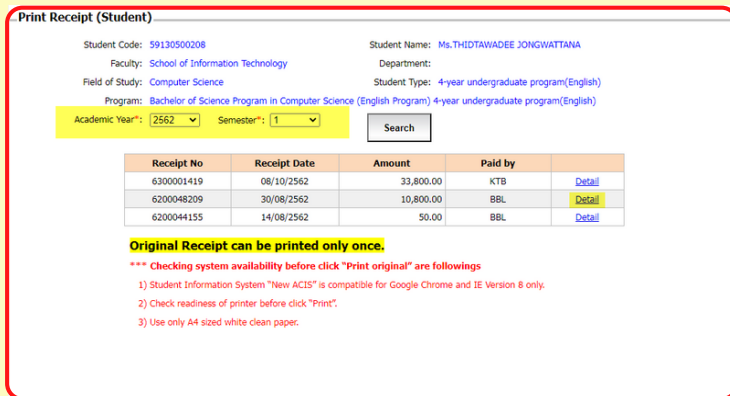 Print Receipt (Student)
Student Code: 59130500208 Student Name: Ms.THIDTAWADEE JONGWATTANA
Faculty: School of Information Technology Department:
Field of Study: Computer Science Student Type: 4-year undergraduate program(English)
Program: Bachelor of Science Program in Computer Science (English Program) 4-year undergraduate program(English)
Academic Year*: 2562 Semester*: 1 Search
Receipt No Receipt Date Amount Paid by
6300001419 08/10/2562 33,800.00 KTB Detail
6200048209 30/08/2562 10,800.00 BBL Detail
6200044155 14/08/2562 50.00 BBL Detail
Original Receipt can be printed only once.
*** Checking system availability before click "Print original" are followings
1) Student Information System "New ACIS" is compatible for Google Chrome and IE Version 8 only.
2) Check readiness of printer before click "Print".
3) Use only A4 sized white clean paper.